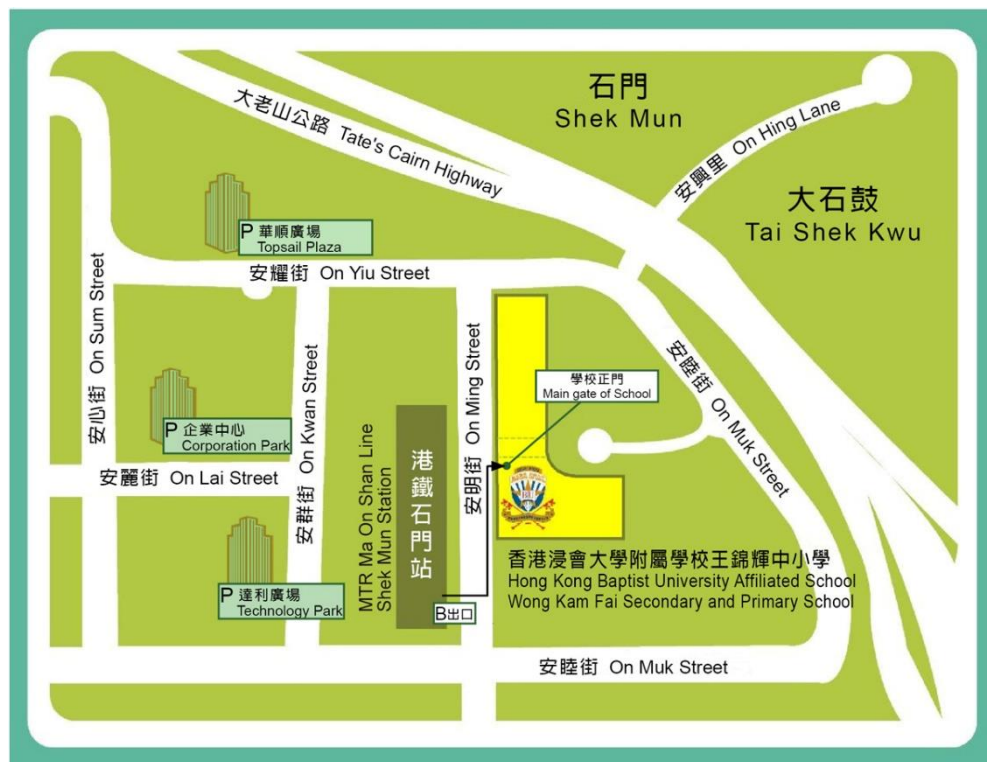 石門
Shek Mun
大老山公路 Tate's Cairn Highway
安興里 On Hing Lane
大石鼓
Tai Shek Kwu
P 華順廣場
Topsail Plaza
安耀街 On Yiu Street
安心街 On Sum Street
安群街 On Kwan Street
安明街 On Ming Street
學校正門
Main gate of School
安睦街 On Muk Street
P 企業中心
Corporation Park
安麗街 On Lai Street
MTR Ma On Shan Line
Shek Mun Station
港鐵石門站
P 達利廣場
Technology Park
B出口
香港浸會大學附屬學校王錦輝中小學
Hong Kong Baptist University Affiliated School
Wong Kam Fai Secondary and Primary School
安睦街 On Muk Street